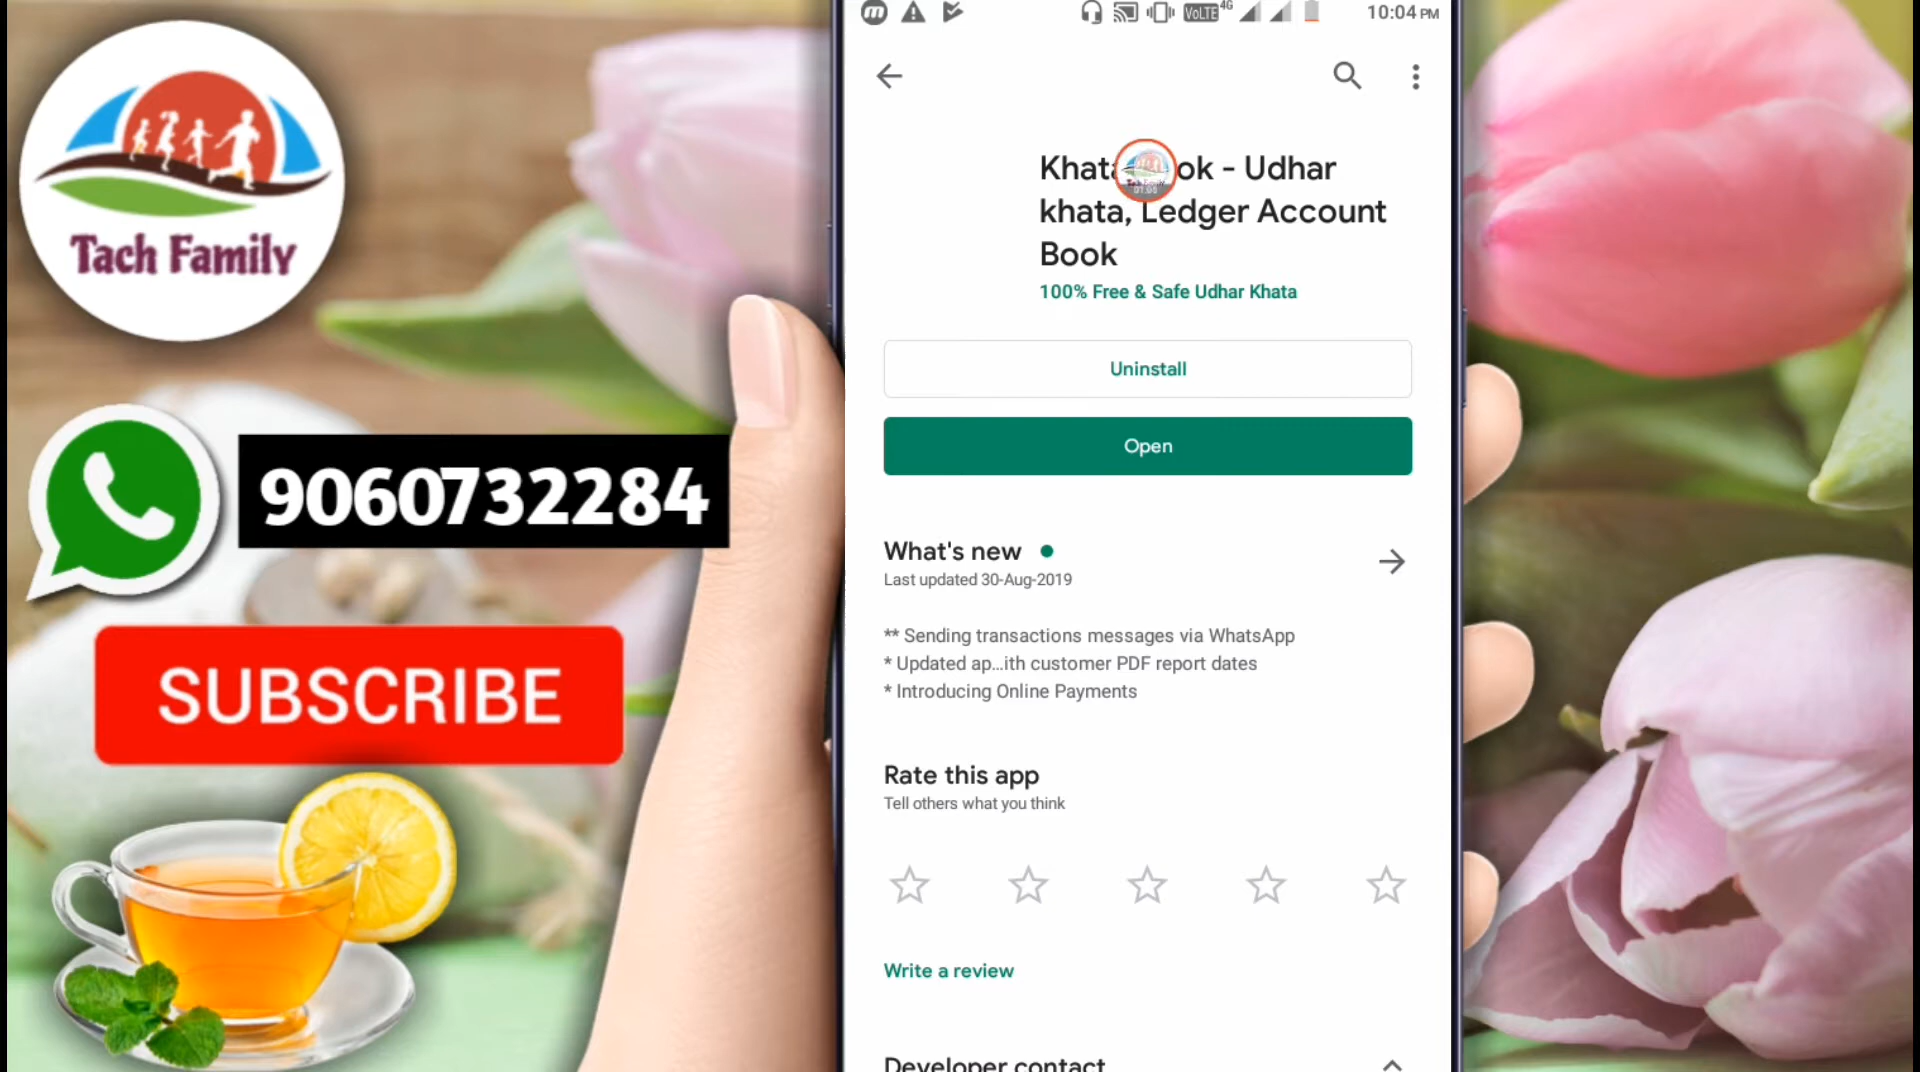 Tach Family
9060732284
SUBSCRIBE
VoLTE 4G 10:04 PM
ok - Udhar
khata, Ledger Account
Book
100% Free & Safe Udhar Khata
Uninstall
Open
What's new
Last updated 30-Aug-2019
** Sending transactions messages via WhatsApp
* Updated ap...ith customer PDF report dates
* Introducing Online Payments
Rate this app
Tell others what you think
Write a review
Developer contact